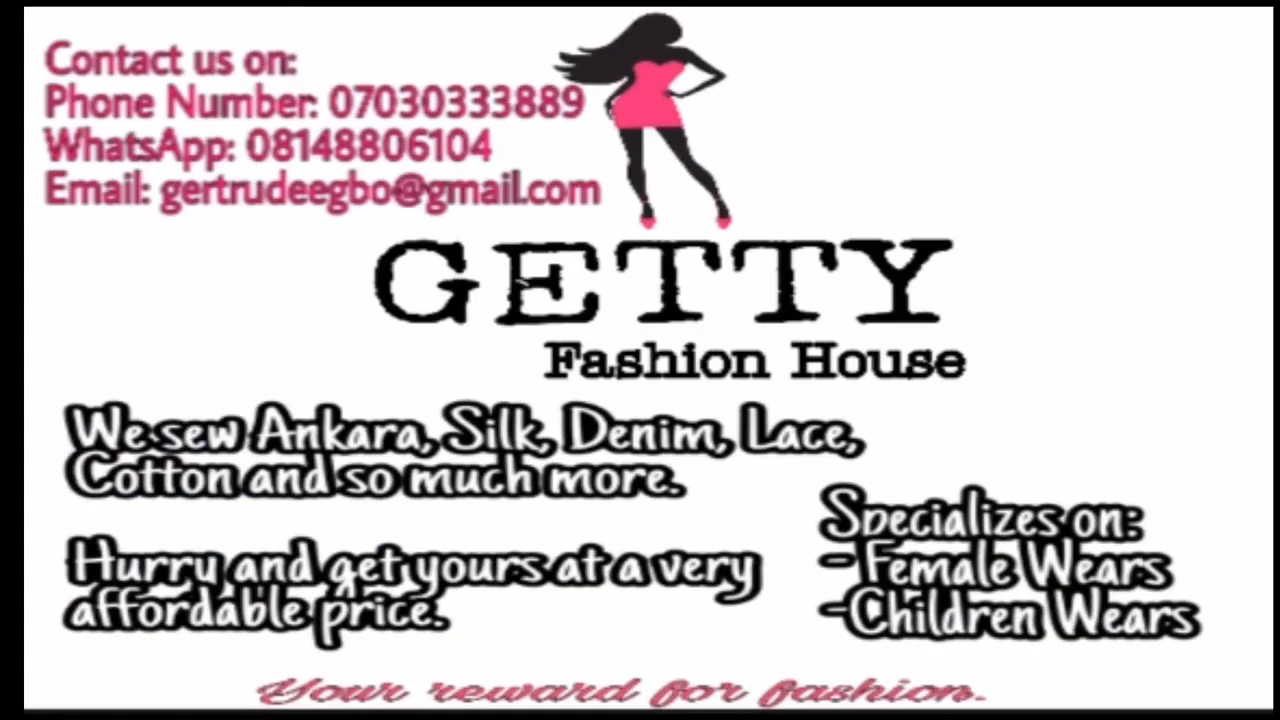 Contact us on:
Phone Number: 07030333889
WhatsApp: 08148806104
Email: gertrudeegbo@gmail.com
GETTY
Fashion House
We sew Ankara, Silk, Denim, Lace,
Cotton and so much more.
Hurry and get yours at a very
affordable price.
Specializes on:
- Female Wears
-Children Wears
Your reward for fashion.